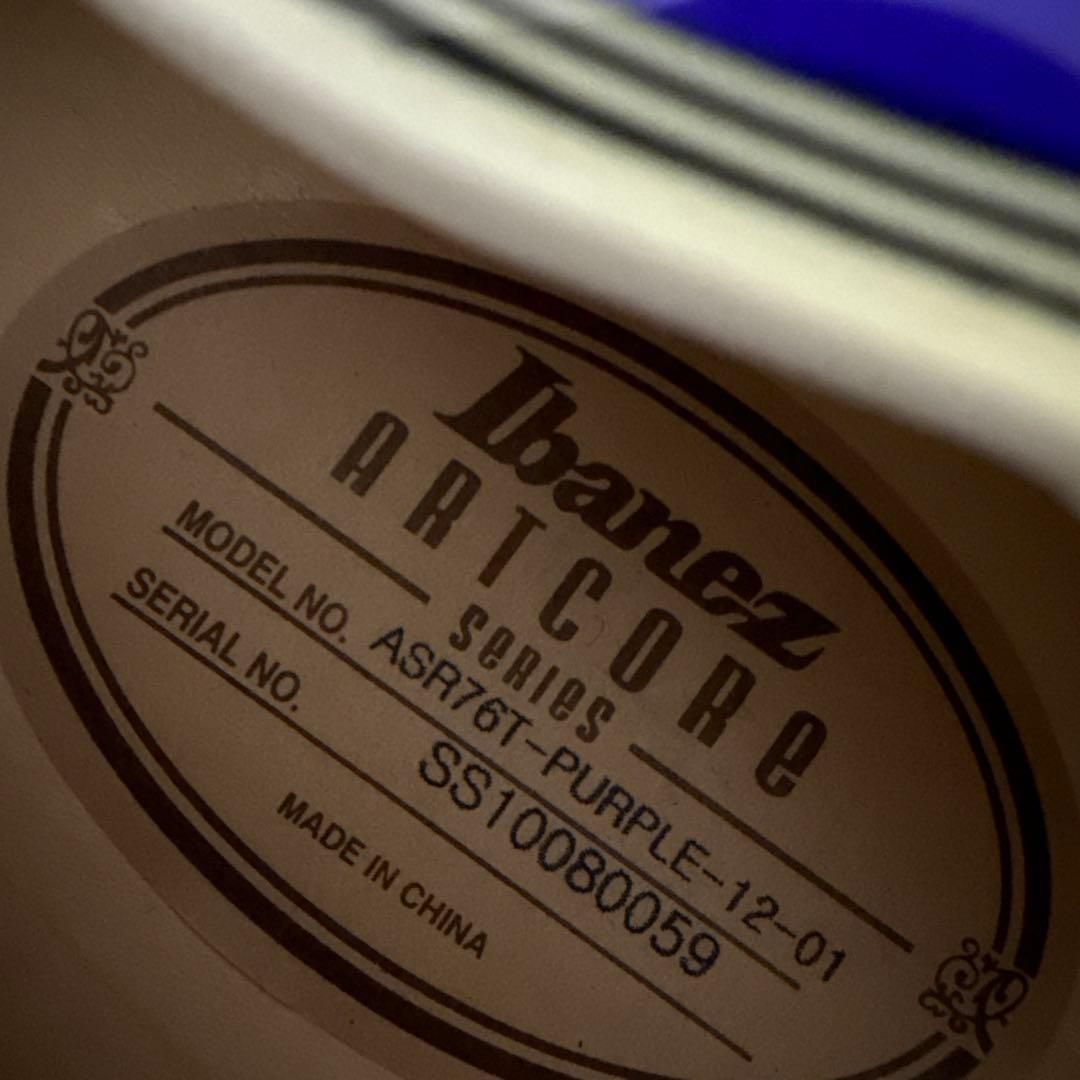 Ibanez
ARTCORe
seRIes
MODEL NO. ASR76T-PURPLE-12-01
SERIAL NO. SS10080059
MADE IN CHINA